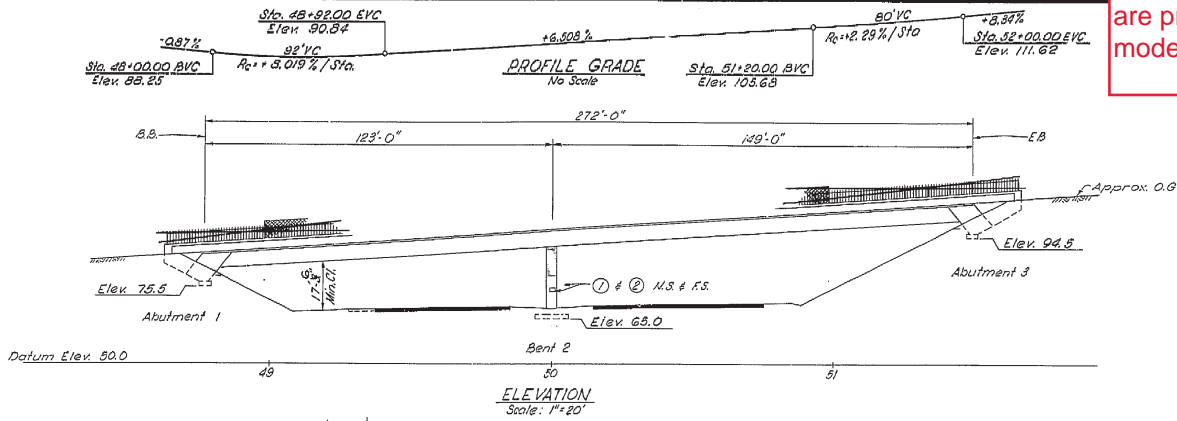 Sta. 48+92.00 EVC
Elev. 90.84
-0.87%
92' VC
Rc=+8.019%/Sta.
Sta. 48+00.00 BVC
Elev. 88.25
+6.508%
PROFILE GRADE
No Scale
80' VC
Rc=+2.29%/Sta
+8.34%
Sta. 51+20.00 BVC
Elev. 105.68
Sta. 52+00.00 EVC
Elev. 111.62
are pr
mode
272'-0"
B.B.
123'-0"
149'-0"
E.B
Approx. O.G
Elev. 94.5
Abutment 3
Elev. 75.5
Abutment 1
Min. Cl.
① & ② N.S. & F.S.
Elev. 65.0
Bent 2
Datum Elev. 50.0
49
50
51
ELEVATION
Scale: 1"=20'